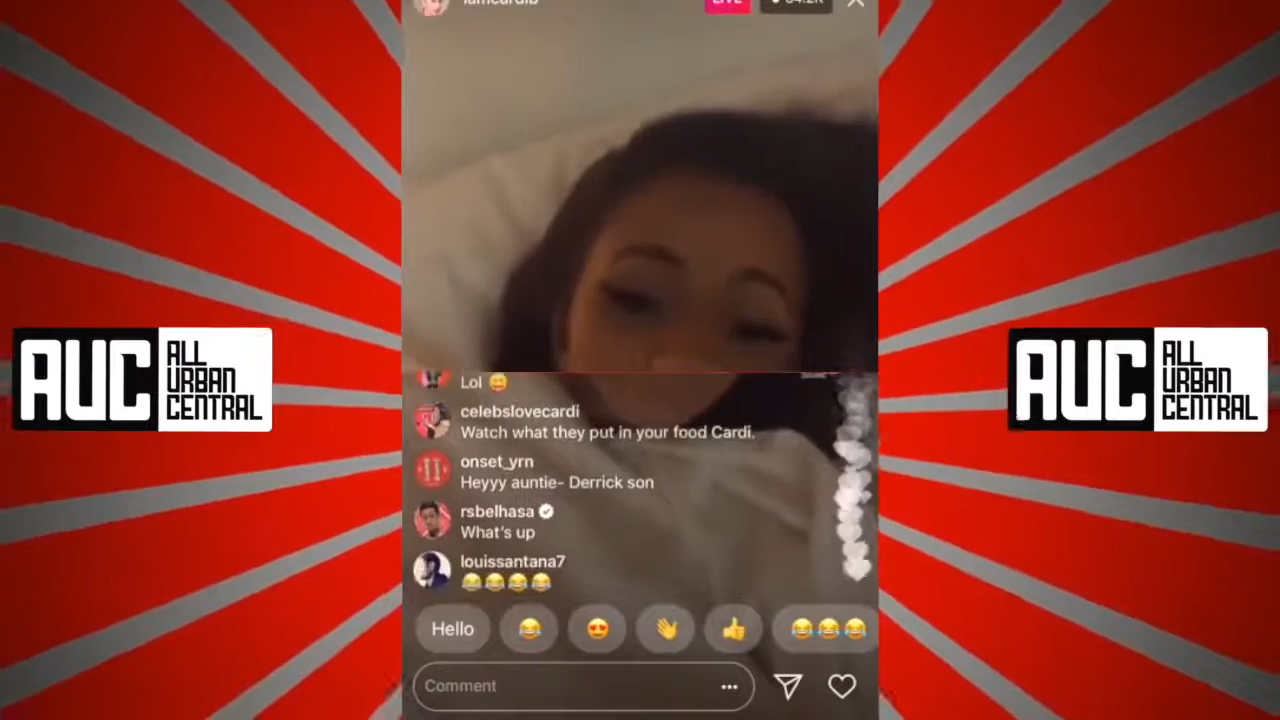 iamcardib
LIVE
AUC
ALL
URBAN
CENTRAL
AUC
ALL
URBAN
CENTRAL
Lol 😄
celebslovecardi
Watch what they put in your food Cardi.
onset_yrn
Heyyy auntie- Derrick son
rsbelhasa
What's up
louissantana7
😂😂😂😂
Hello 😂 😍 👋 👍 😂😂😂
Comment